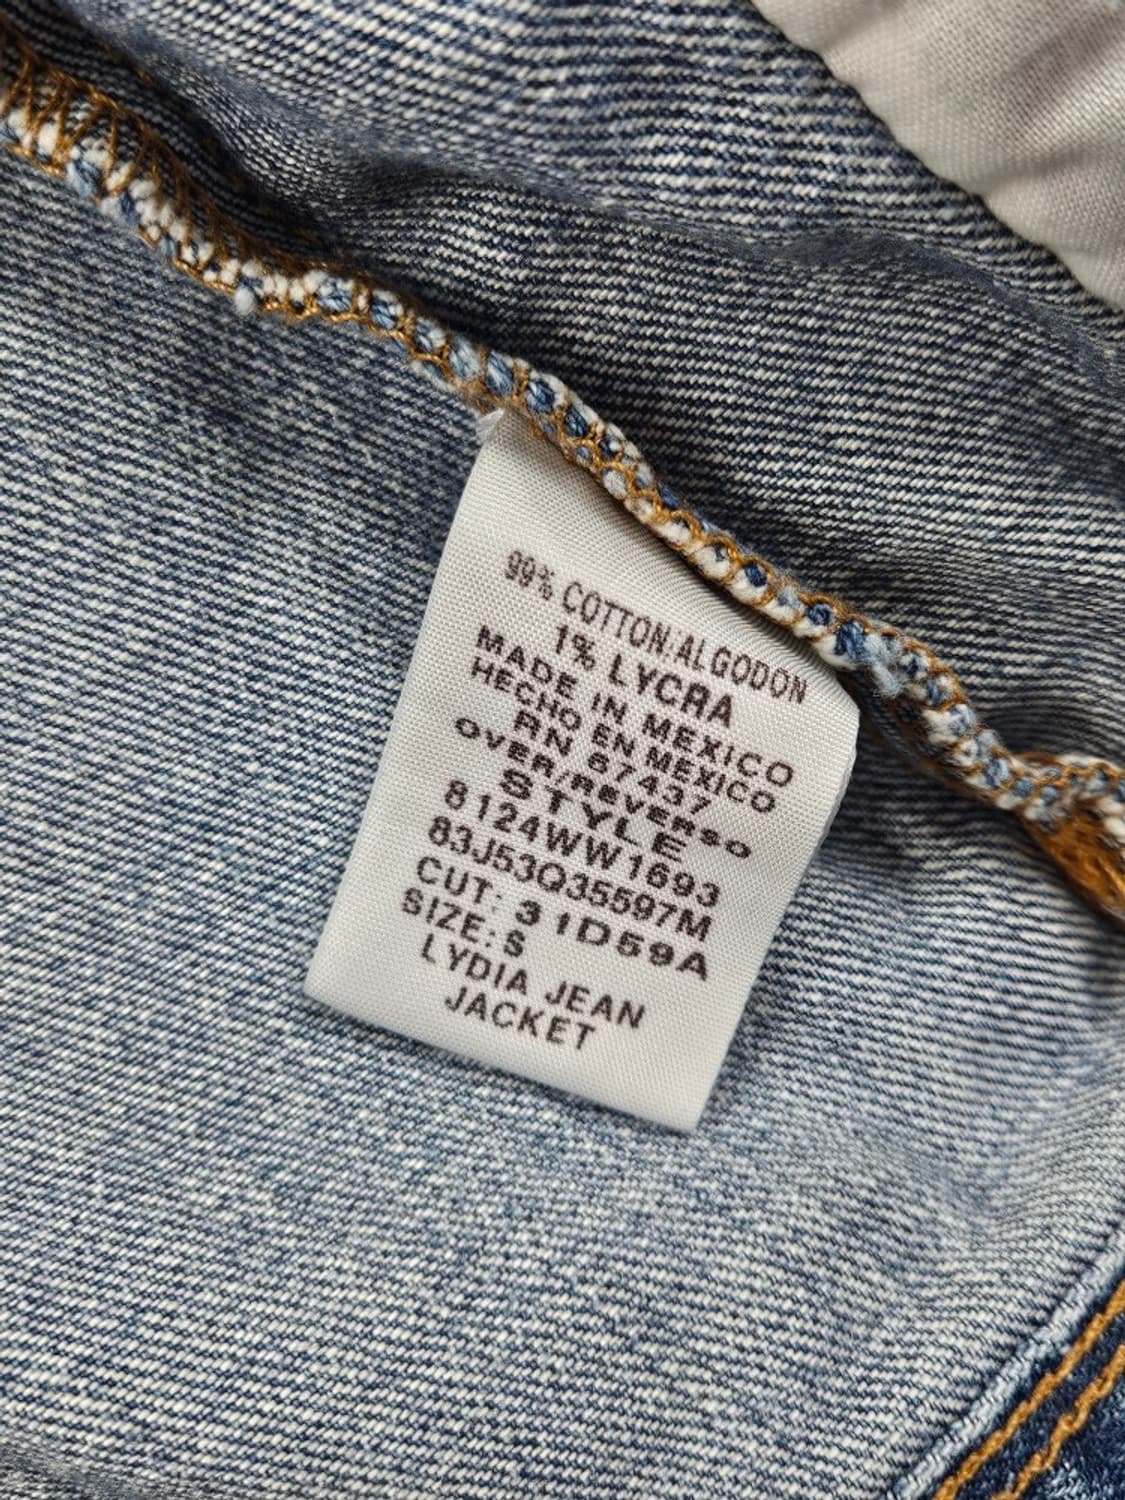 99% COTTON/ALGODON
1% LYCRA
MADE IN MEXICO
HECHO EN MEXICO
RN 67437
OVER/REVERSO
STYLE
8124WW1693
83J53Q35597M
CUT: 31D59A
SIZE: S
LYDIA JEAN
JACKET